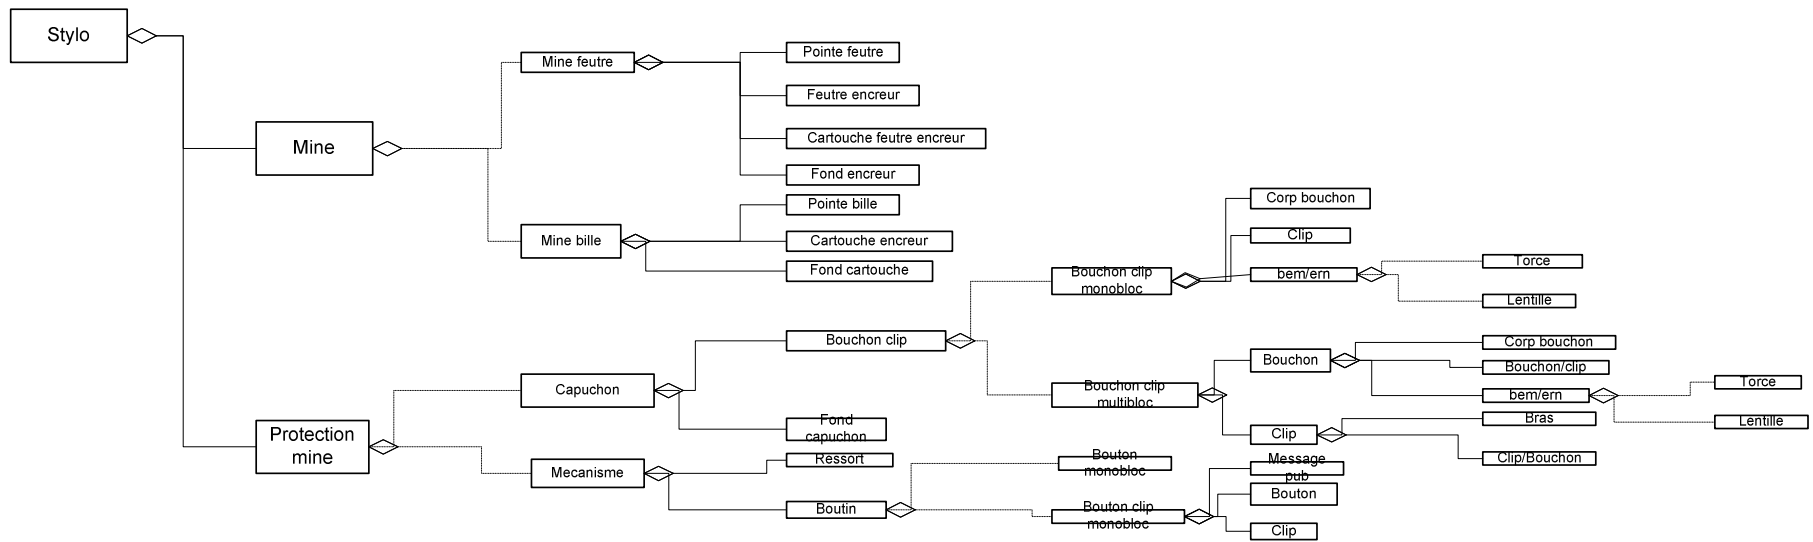 Stylo
Mine
Mine feutre
Pointe feutre
Feutre encreur
Cartouche feutre encreur
Fond encreur
Mine bille
Pointe bille
Cartouche encreur
Fond cartouche
Protection
mine
Capuchon
Bouchon clip
Bouchon clip
monobloc
Corp bouchon
Clip
bem/ern
Torce
Lentille
Bouchon clip
multibloc
Bouchon
Corp bouchon
Bouchon/clip
bem/ern
Torce
Lentille
Clip
Bras
Clip/Bouchon
Fond
capuchon
Mecanisme
Ressort
Boutin
Bouton
monobloc
Bouton clip
monobloc
Message
pub
Bouton
Clip